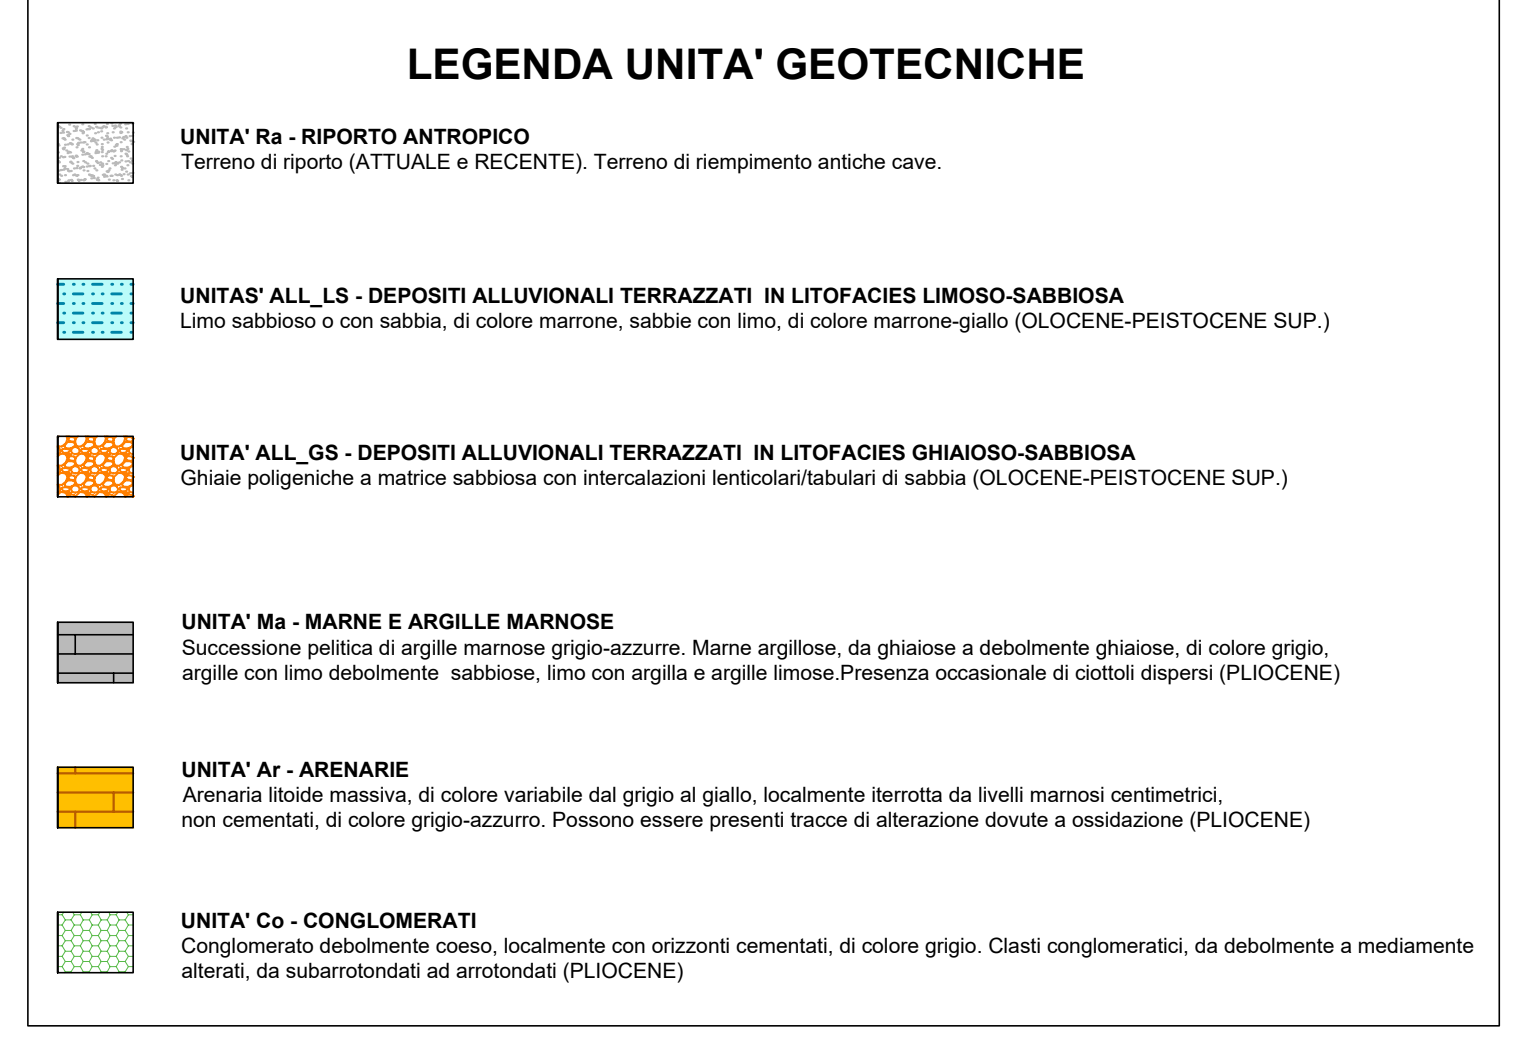 LEGENDA UNITA' GEOTECNICHE
UNITA' Ra - RIPORTO ANTROPICO
Terreno di riporto (ATTUALE e RECENTE). Terreno di riempimento antiche cave.
UNITAS' ALL_LS - DEPOSITI ALLUVIONALI TERRAZZATI  IN LITOFACIES LIMOSO-SABBIOSA
Limo sabbioso o con sabbia, di colore marrone, sabbie con limo, di colore marrone-giallo (OLOCENE-PEISTOCENE SUP.)
UNITA' ALL_GS - DEPOSITI ALLUVIONALI TERRAZZATI  IN LITOFACIES GHIAIOSO-SABBIOSA
Ghiaie poligeniche a matrice sabbiosa con intercalazioni lenticolari/tabulari di sabbia (OLOCENE-PEISTOCENE SUP.)
UNITA' Ma - MARNE E ARGILLE MARNOSE
Successione pelitica di argille marnose grigio-azzurre. Marne argillose, da ghiaiose a debolmente ghiaiose, di colore grigio,
argille con limo debolmente  sabbiose, limo con argilla e argille limose.Presenza occasionale di ciottoli dispersi (PLIOCENE)
UNITA' Ar - ARENARIE
Arenaria litoide massiva, di colore variabile dal grigio al giallo, localmente iterrotta da livelli marnosi centimetrici,
non cementati, di colore grigio-azzurro. Possono essere presenti tracce di alterazione dovute a ossidazione (PLIOCENE)
UNITA' Co - CONGLOMERATI
Conglomerato debolmente coeso, localmente con orizzonti cementati, di colore grigio. Clasti conglomeratici, da debolmente a mediamente
alterati, da subarrotondati ad arrotondati (PLIOCENE)